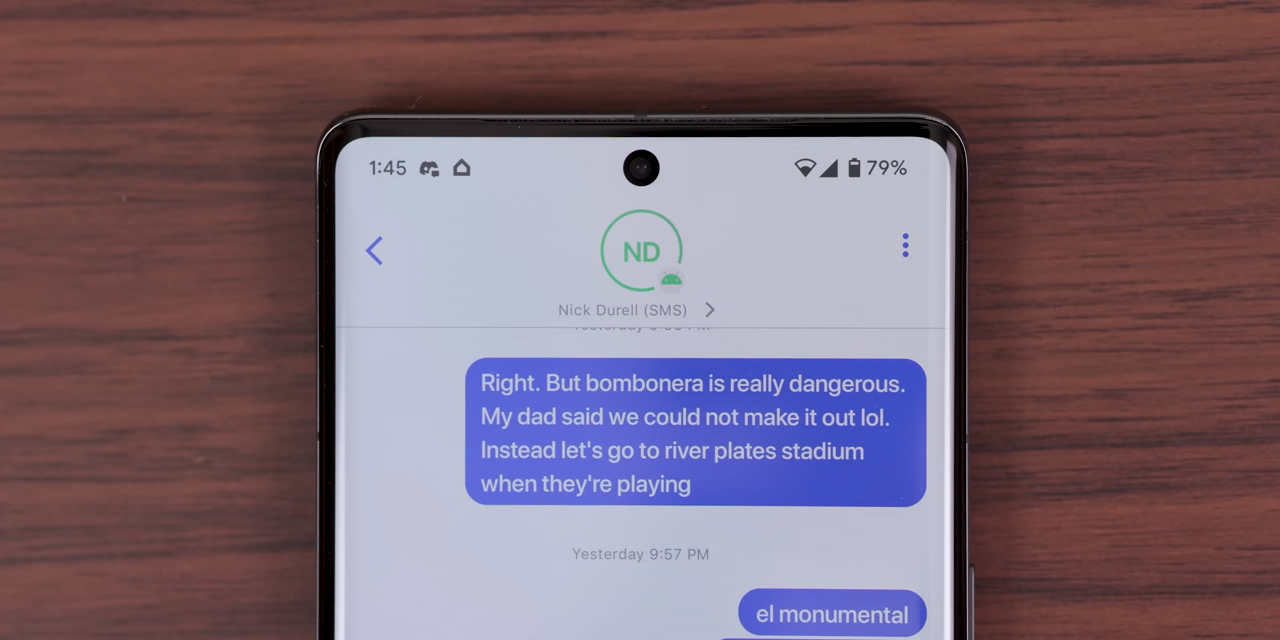 1:45
79%
ND
Nick Durell (SMS)
Yesterday
Right. But bombonera is really dangerous.
My dad said we could not make it out lol.
Instead let's go to river plates stadium
when they're playing
Yesterday 9:57 PM
el monumental